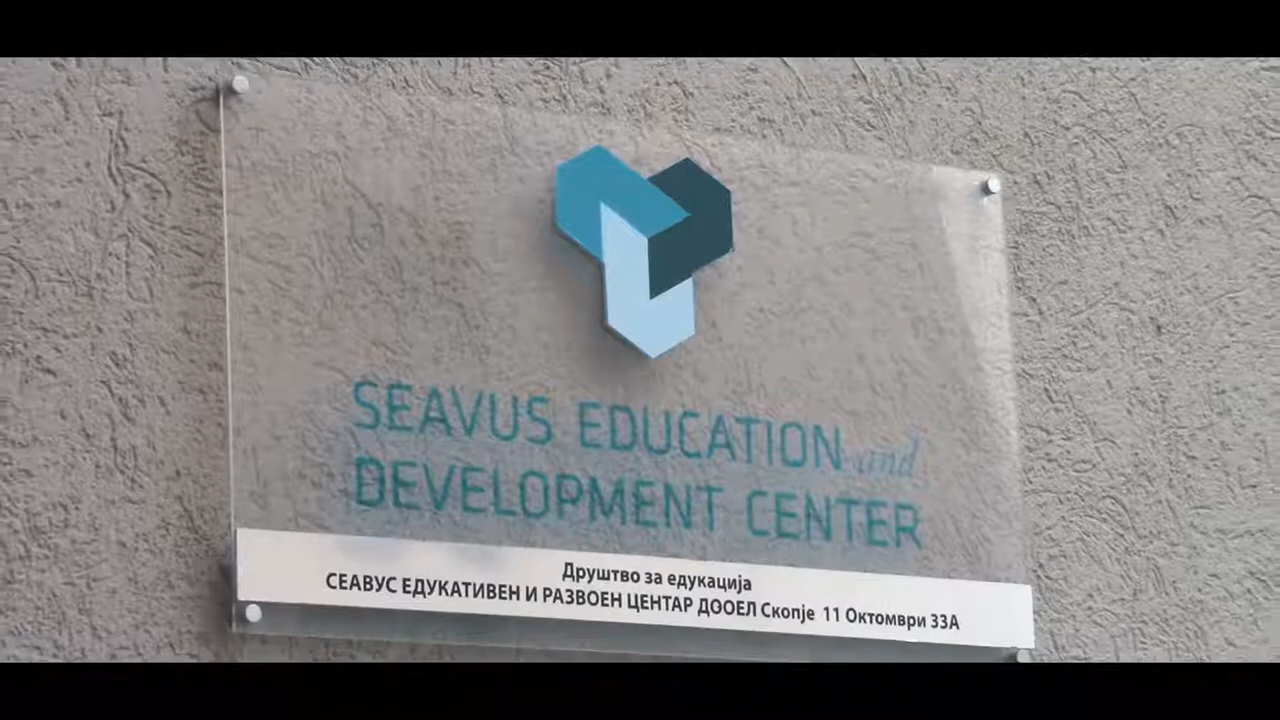 SEAVUS EDUCATION and
DEVELOPMENT CENTER
Друштво за едукација
СЕАВУС ЕДУКАТИВЕН И РАЗВОЕН ЦЕНТАР ДООЕЛ Скопје 11 Октомври 33А